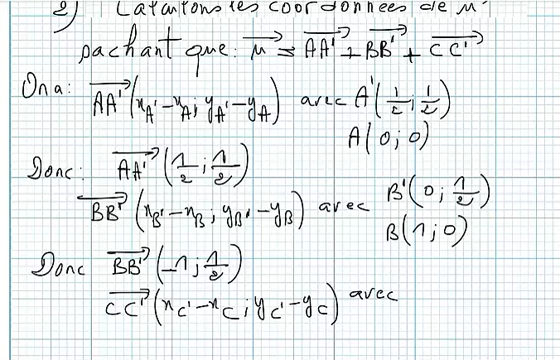 2) Calculons les coordonnées de u
sachant que: u⃗ = AA'⃗ + BB'⃗ + CC'⃗
On a: AA'⃗ (x_A' - x_A ; y_A' - y_A) avec A'(1/2 ; 1/2)
A(0 ; 0)
Donc: AA'⃗ (1/2 ; 1/2)
BB'⃗ (x_B' - x_B ; y_B' - y_B) avec B'(0 ; 1/2)
B(1 ; 0)
Donc BB'⃗ (-1 ; 1/2)
CC'⃗ (x_C' - x_C ; y_C' - y_C) avec